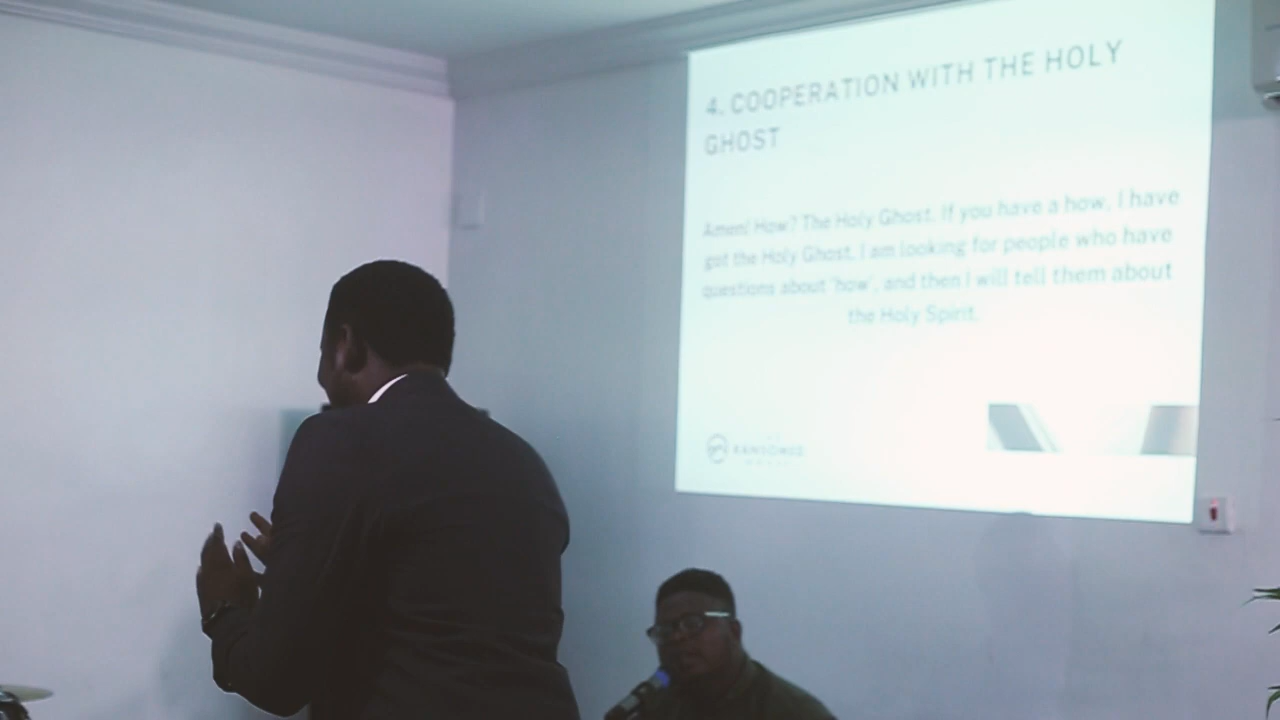 4. COOPERATION WITH THE HOLY
GHOST
Amen! How? The Holy Ghost. If you have a how, I have
got the Holy Ghost. I am looking for people who have
questions about 'how', and then I will tell them about
the Holy Spirit.
RANSOMED